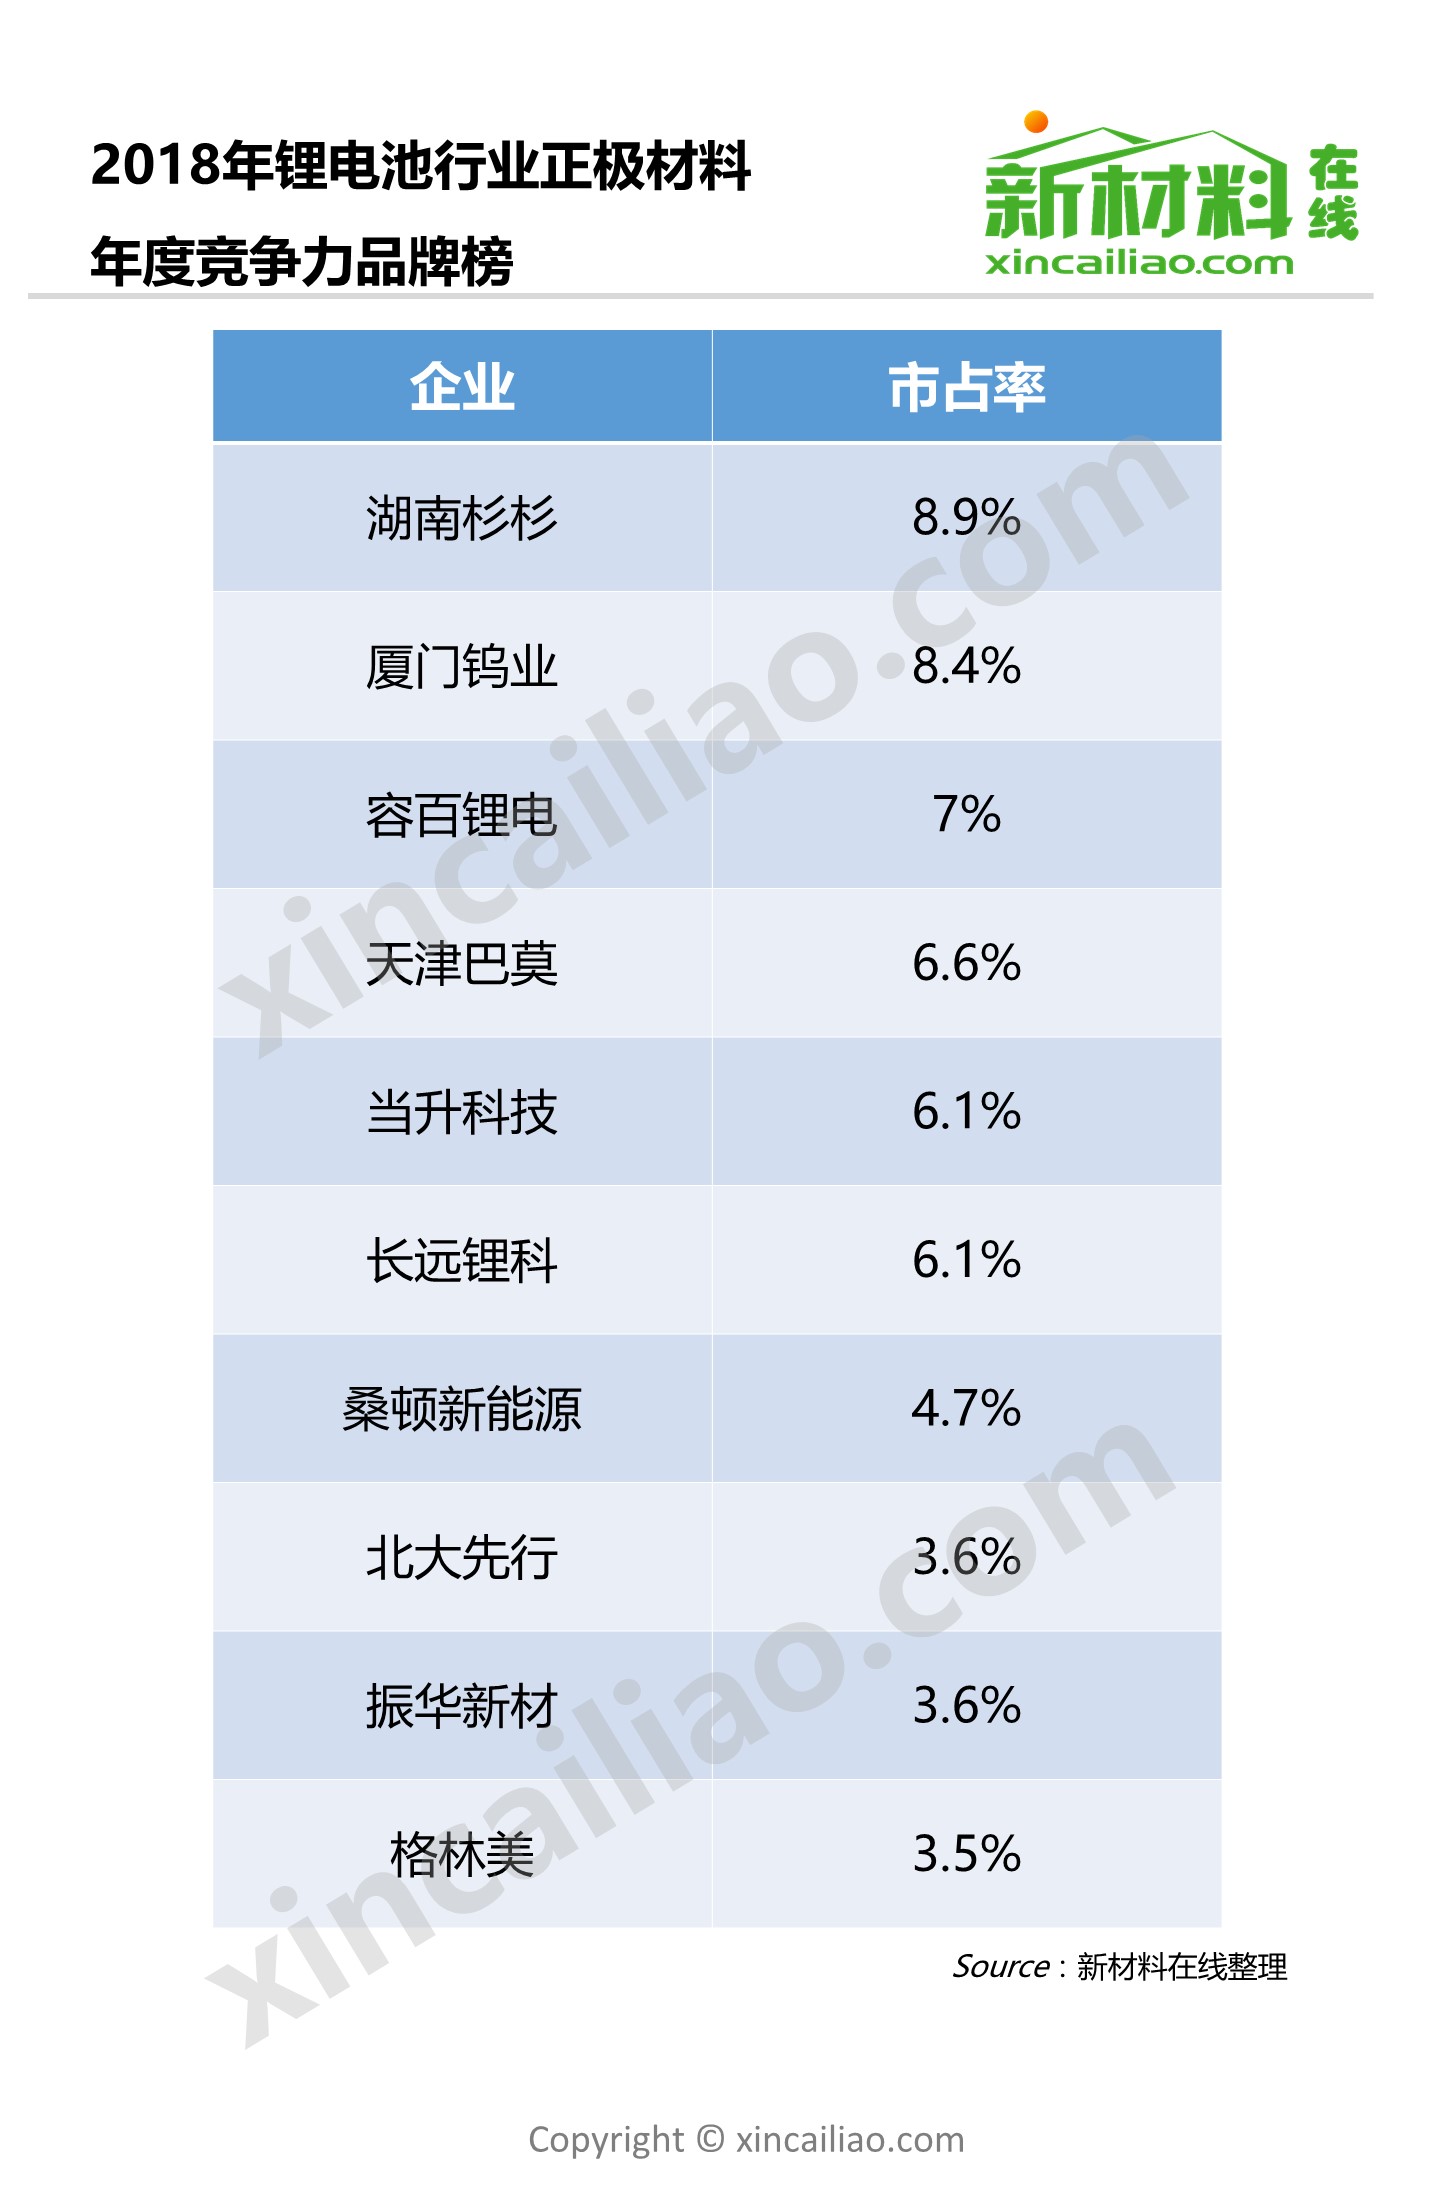 2018年锂电池行业正极材料
年度竞争力品牌榜
新材料在线
xincailiao.com
企业 市占率
湖南杉杉 8.9%
厦门钨业 8.4%
容百锂电 7%
天津巴莫 6.6%
当升科技 6.1%
长远锂科 6.1%
桑顿新能源 4.7%
北大先行 3.6%
振华新材 3.6%
格林美 3.5%
xincailiao.com
xincailiao.com
Source：新材料在线整理
Copyright © xincailiao.com